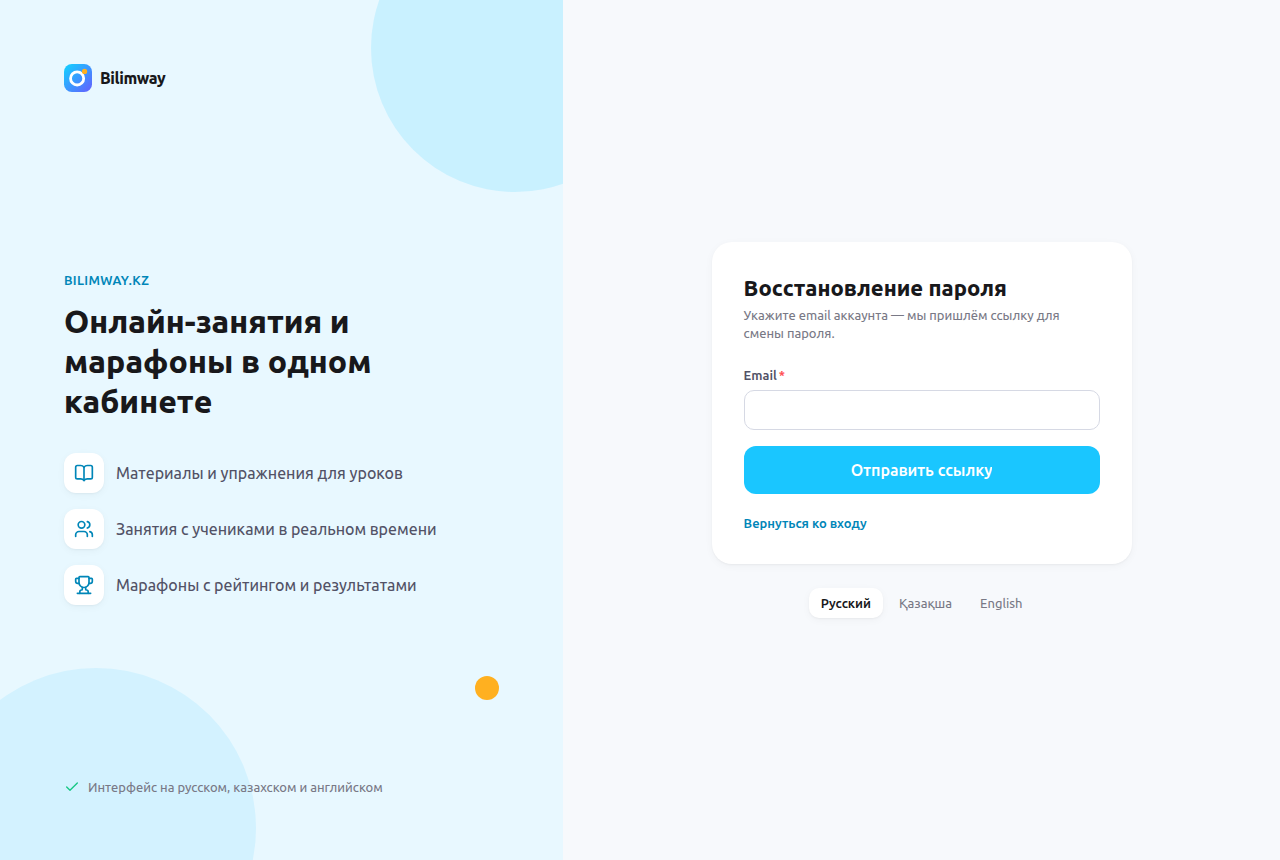 Bilimway
BILIMWAY.KZ
Онлайн-занятия и
марафоны в одном
кабинете
Материалы и упражнения для уроков
Занятия с учениками в реальном времени
Марафоны с рейтингом и результатами
Интерфейс на русском, казахском и английском
Восстановление пароля
Укажите email аккаунта — мы пришлём ссылку для
смены пароля.
Email *
Отправить ссылку
Вернуться ко входу
Русский Қазақша English